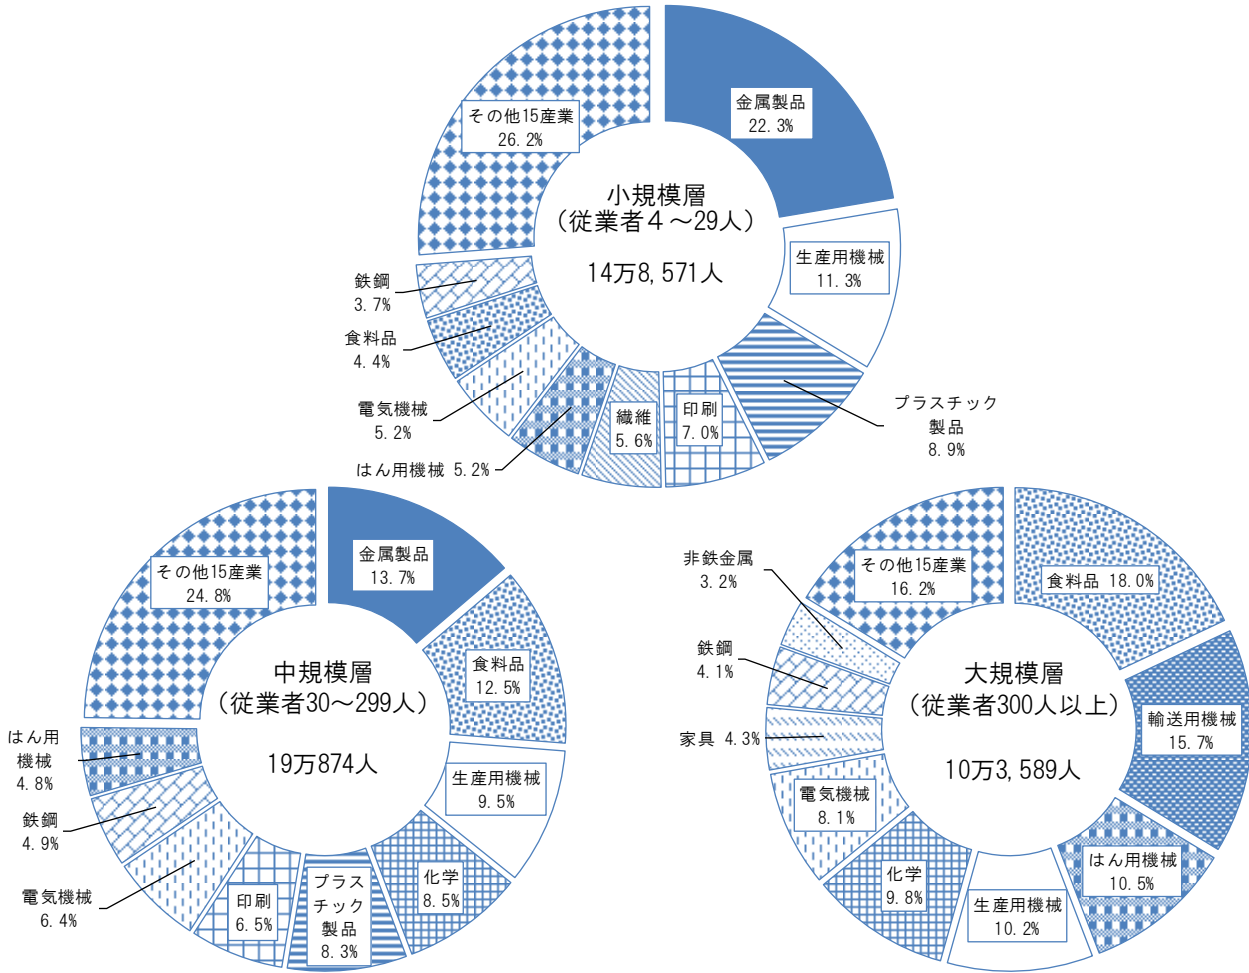 小規模層
（従業者４～29人）
14万8,571人
金属製品
22.3%
生産用機械
11.3%
プラスチック
製品
8.9%
印刷
7.0%
繊維
5.6%
はん用機械 5.2%
電気機械
5.2%
食料品
4.4%
鉄鋼
3.7%
その他15産業
26.2%
中規模層
（従業者30～299人）
19万874人
金属製品
13.7%
食料品
12.5%
生産用機械
9.5%
化学
8.5%
プラス
チック
製品
8.3%
印刷
6.5%
電気機械
6.4%
鉄鋼
4.9%
はん用
機械
4.8%
その他15産業
24.8%
大規模層
（従業者300人以上）
10万3,589人
食料品 18.0%
輸送用機械
15.7%
はん用機械
10.5%
生産用機械
10.2%
化学
9.8%
電気機械
8.1%
家具 4.3%
鉄鋼
4.1%
非鉄金属
3.2%
その他15産業
16.2%